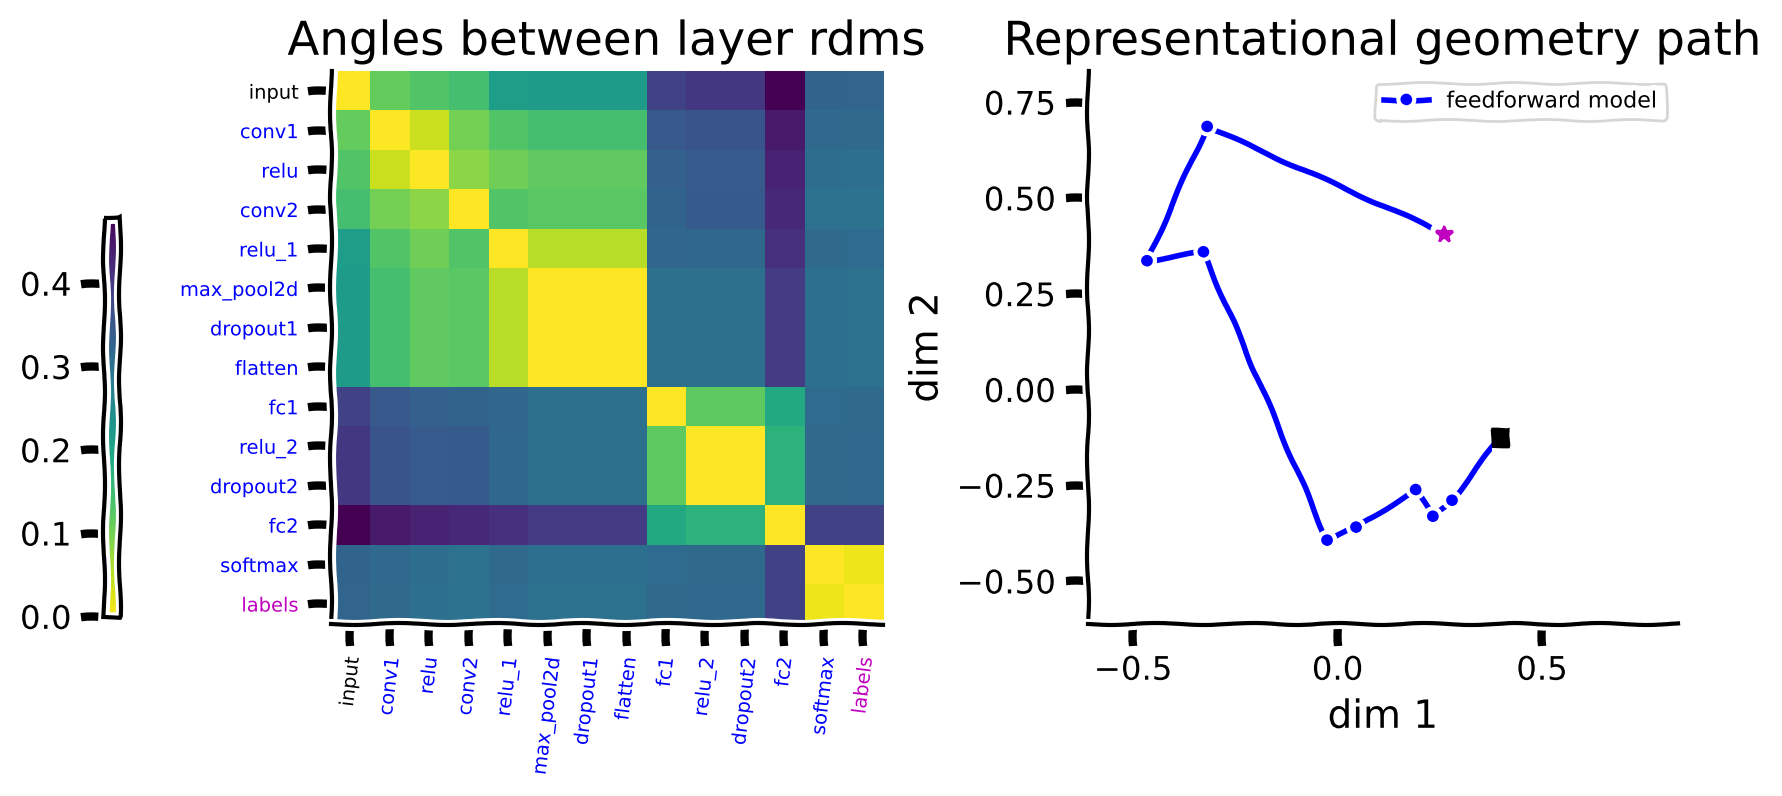 Angles between layer rdms
input
conv1
relu
conv2
relu_1
max_pool2d
dropout1
flatten
fc1
relu_2
dropout2
fc2
softmax
labels
input
conv1
relu
conv2
relu_1
max_pool2d
dropout1
flatten
fc1
relu_2
dropout2
fc2
softmax
labels
0.4
0.3
0.2
0.1
0.0
Representational geometry path
feedforward model
dim 2
0.75
0.50
0.25
0.00
−0.25
−0.50
−0.5
0.0
0.5
dim 1